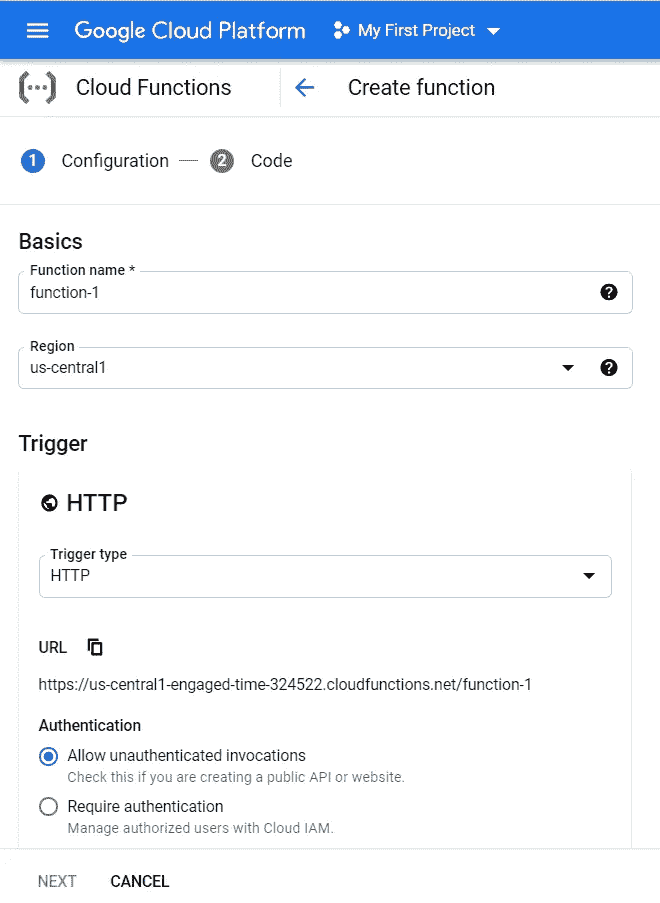 Google Cloud Platform My First Project
Cloud Functions Create function
1 Configuration 2 Code
Basics
Function name *
function-1
Region
us-central1
Trigger
HTTP
Trigger type
HTTP
URL
https://us-central1-engaged-time-324522.cloudfunctions.net/function-1
Authentication
Allow unauthenticated invocations
Check this if you are creating a public API or website.
Require authentication
Manage authorized users with Cloud IAM.
NEXT CANCEL